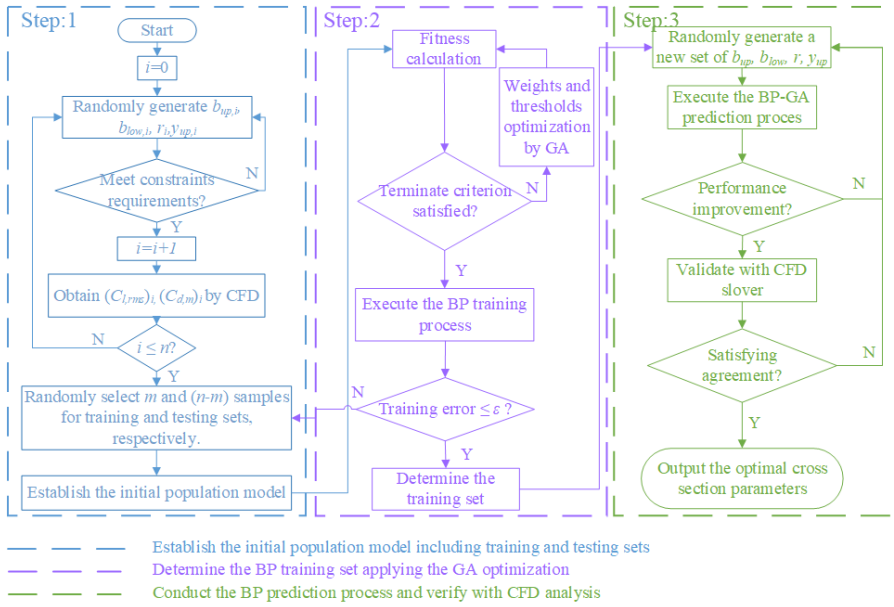 Step:1
Start
i=0
Randomly generate b_up,i,
b_low,i, r_i, y_up,i
N
Meet constraints
requirements?
Y
i=i+1
Obtain (C_l,rms)_i, (C_d,m)_i by CFD
N
i ≤ n?
Y
Randomly select m and (n-m) samples
for training and testing sets,
respectively.
Establish the initial population model
Step:2
Fitness
calculation
Weights and
thresholds
optimization
by GA
Terminate criterion
satisfied?
N
Y
Execute the BP training
process
N
Training error ≤ ε ?
Y
Determine the
training set
Step:3
Randomly generate a
new set of b_up, b_low, r, y_up
Execute the BP-GA
prediction proces
N
Performance
improvement?
Y
Validate with CFD
slover
N
Satisfying
agreement?
Y
Output the optimal cross
section parameters
Establish the initial population model including training and testing sets
Determine the BP training set applying the GA optimization
Conduct the BP prediction process and verify with CFD analysis